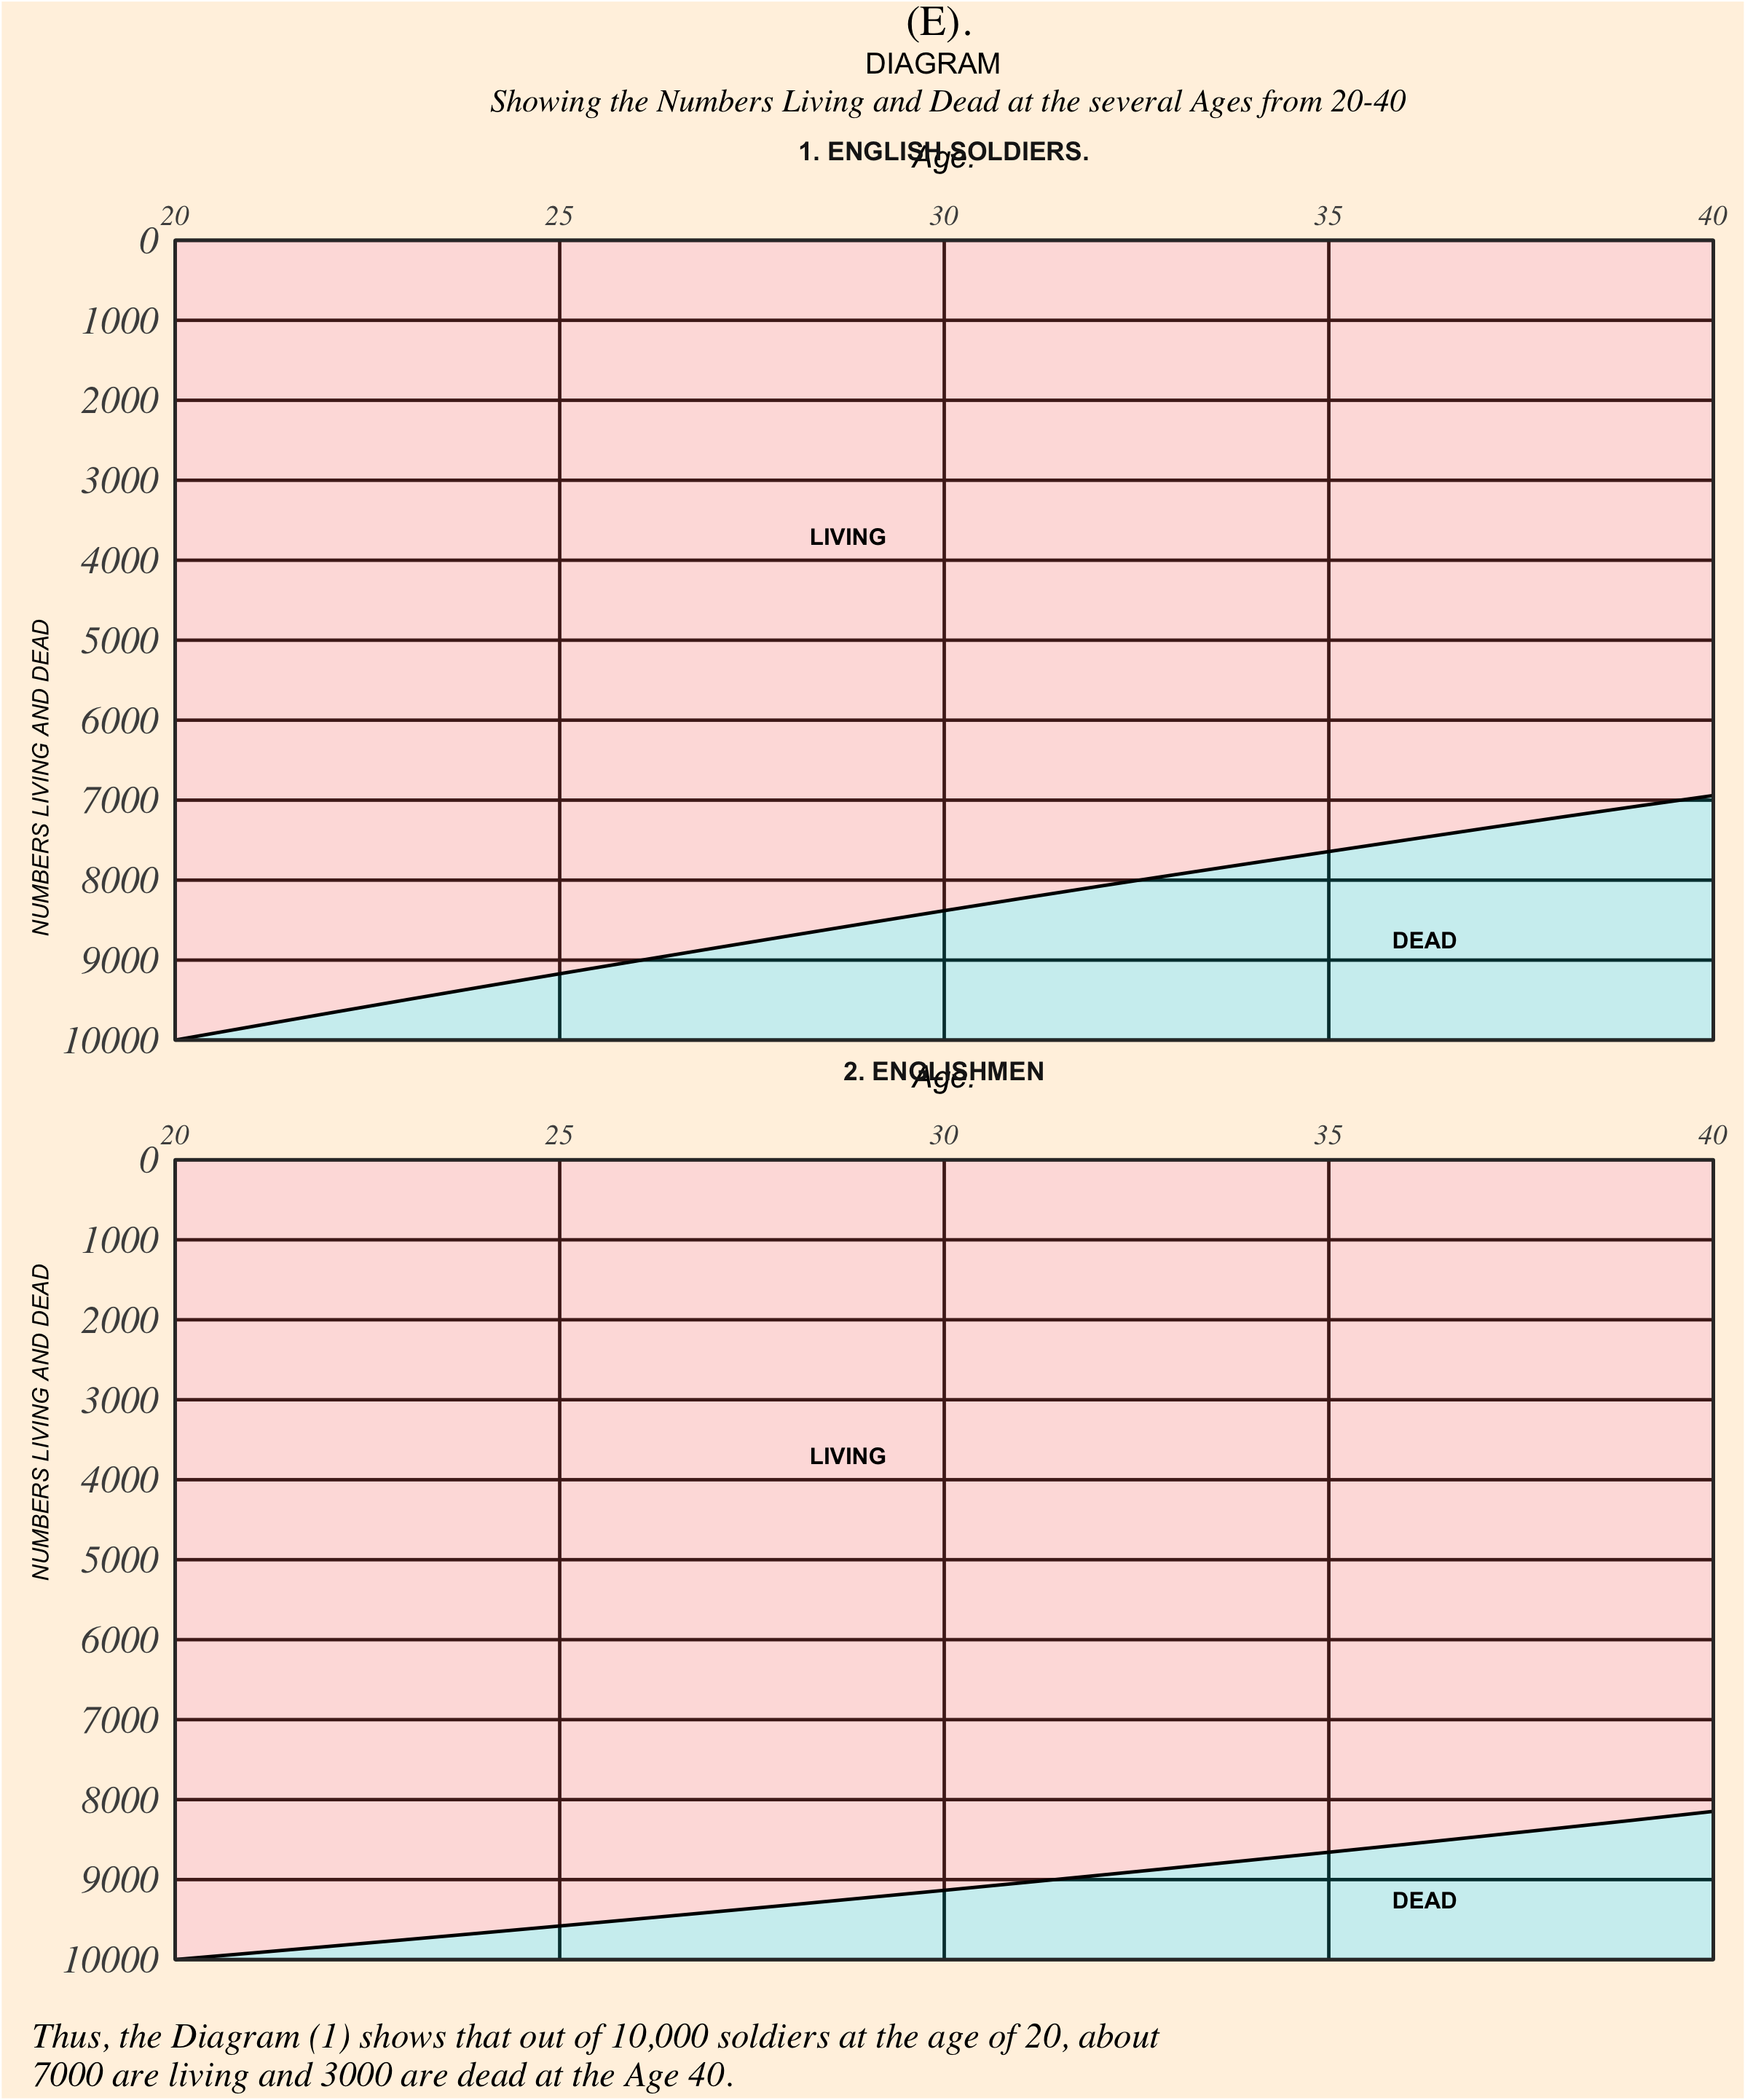 (E).
DIAGRAM
Showing the Numbers Living and Dead at the several Ages from 20-40
1. ENGLISH SOLDIERS.
Age.
20 25 30 35 40
0
1000
2000
3000
LIVING
4000
5000
6000
7000
8000
DEAD
9000
10000
NUMBERS LIVING AND DEAD
2. ENGLISHMEN
Age.
20 25 30 35 40
0
1000
2000
3000
LIVING
4000
5000
6000
7000
8000
9000
DEAD
10000
NUMBERS LIVING AND DEAD
Thus, the Diagram (1) shows that out of 10,000 soldiers at the age of 20, about
7000 are living and 3000 are dead at the Age 40.